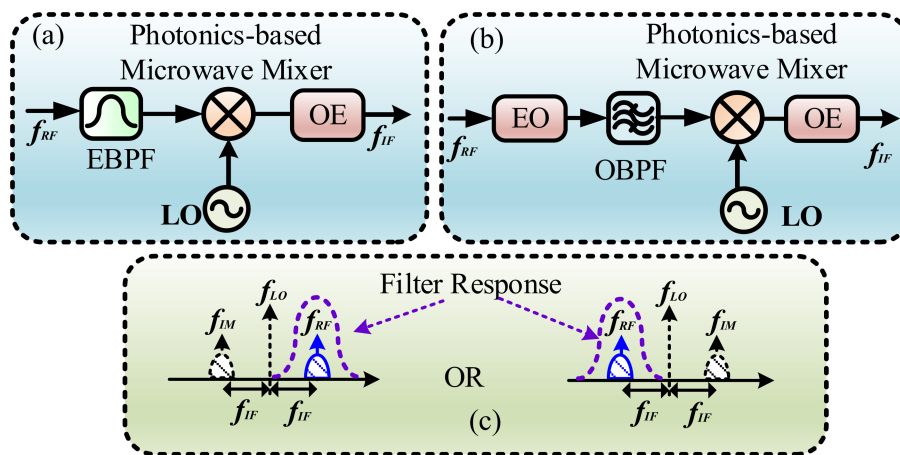 (a)
Photonics-based
Microwave Mixer
OE
f_RF
EBPF
f_IF
LO
(b)
Photonics-based
Microwave Mixer
EO
OE
f_RF
OBPF
f_IF
LO
Filter Response
f_LO
f_IM
f_RF
f_IF
f_IF
OR
f_LO
f_RF
f_IM
f_IF
f_IF
(c)